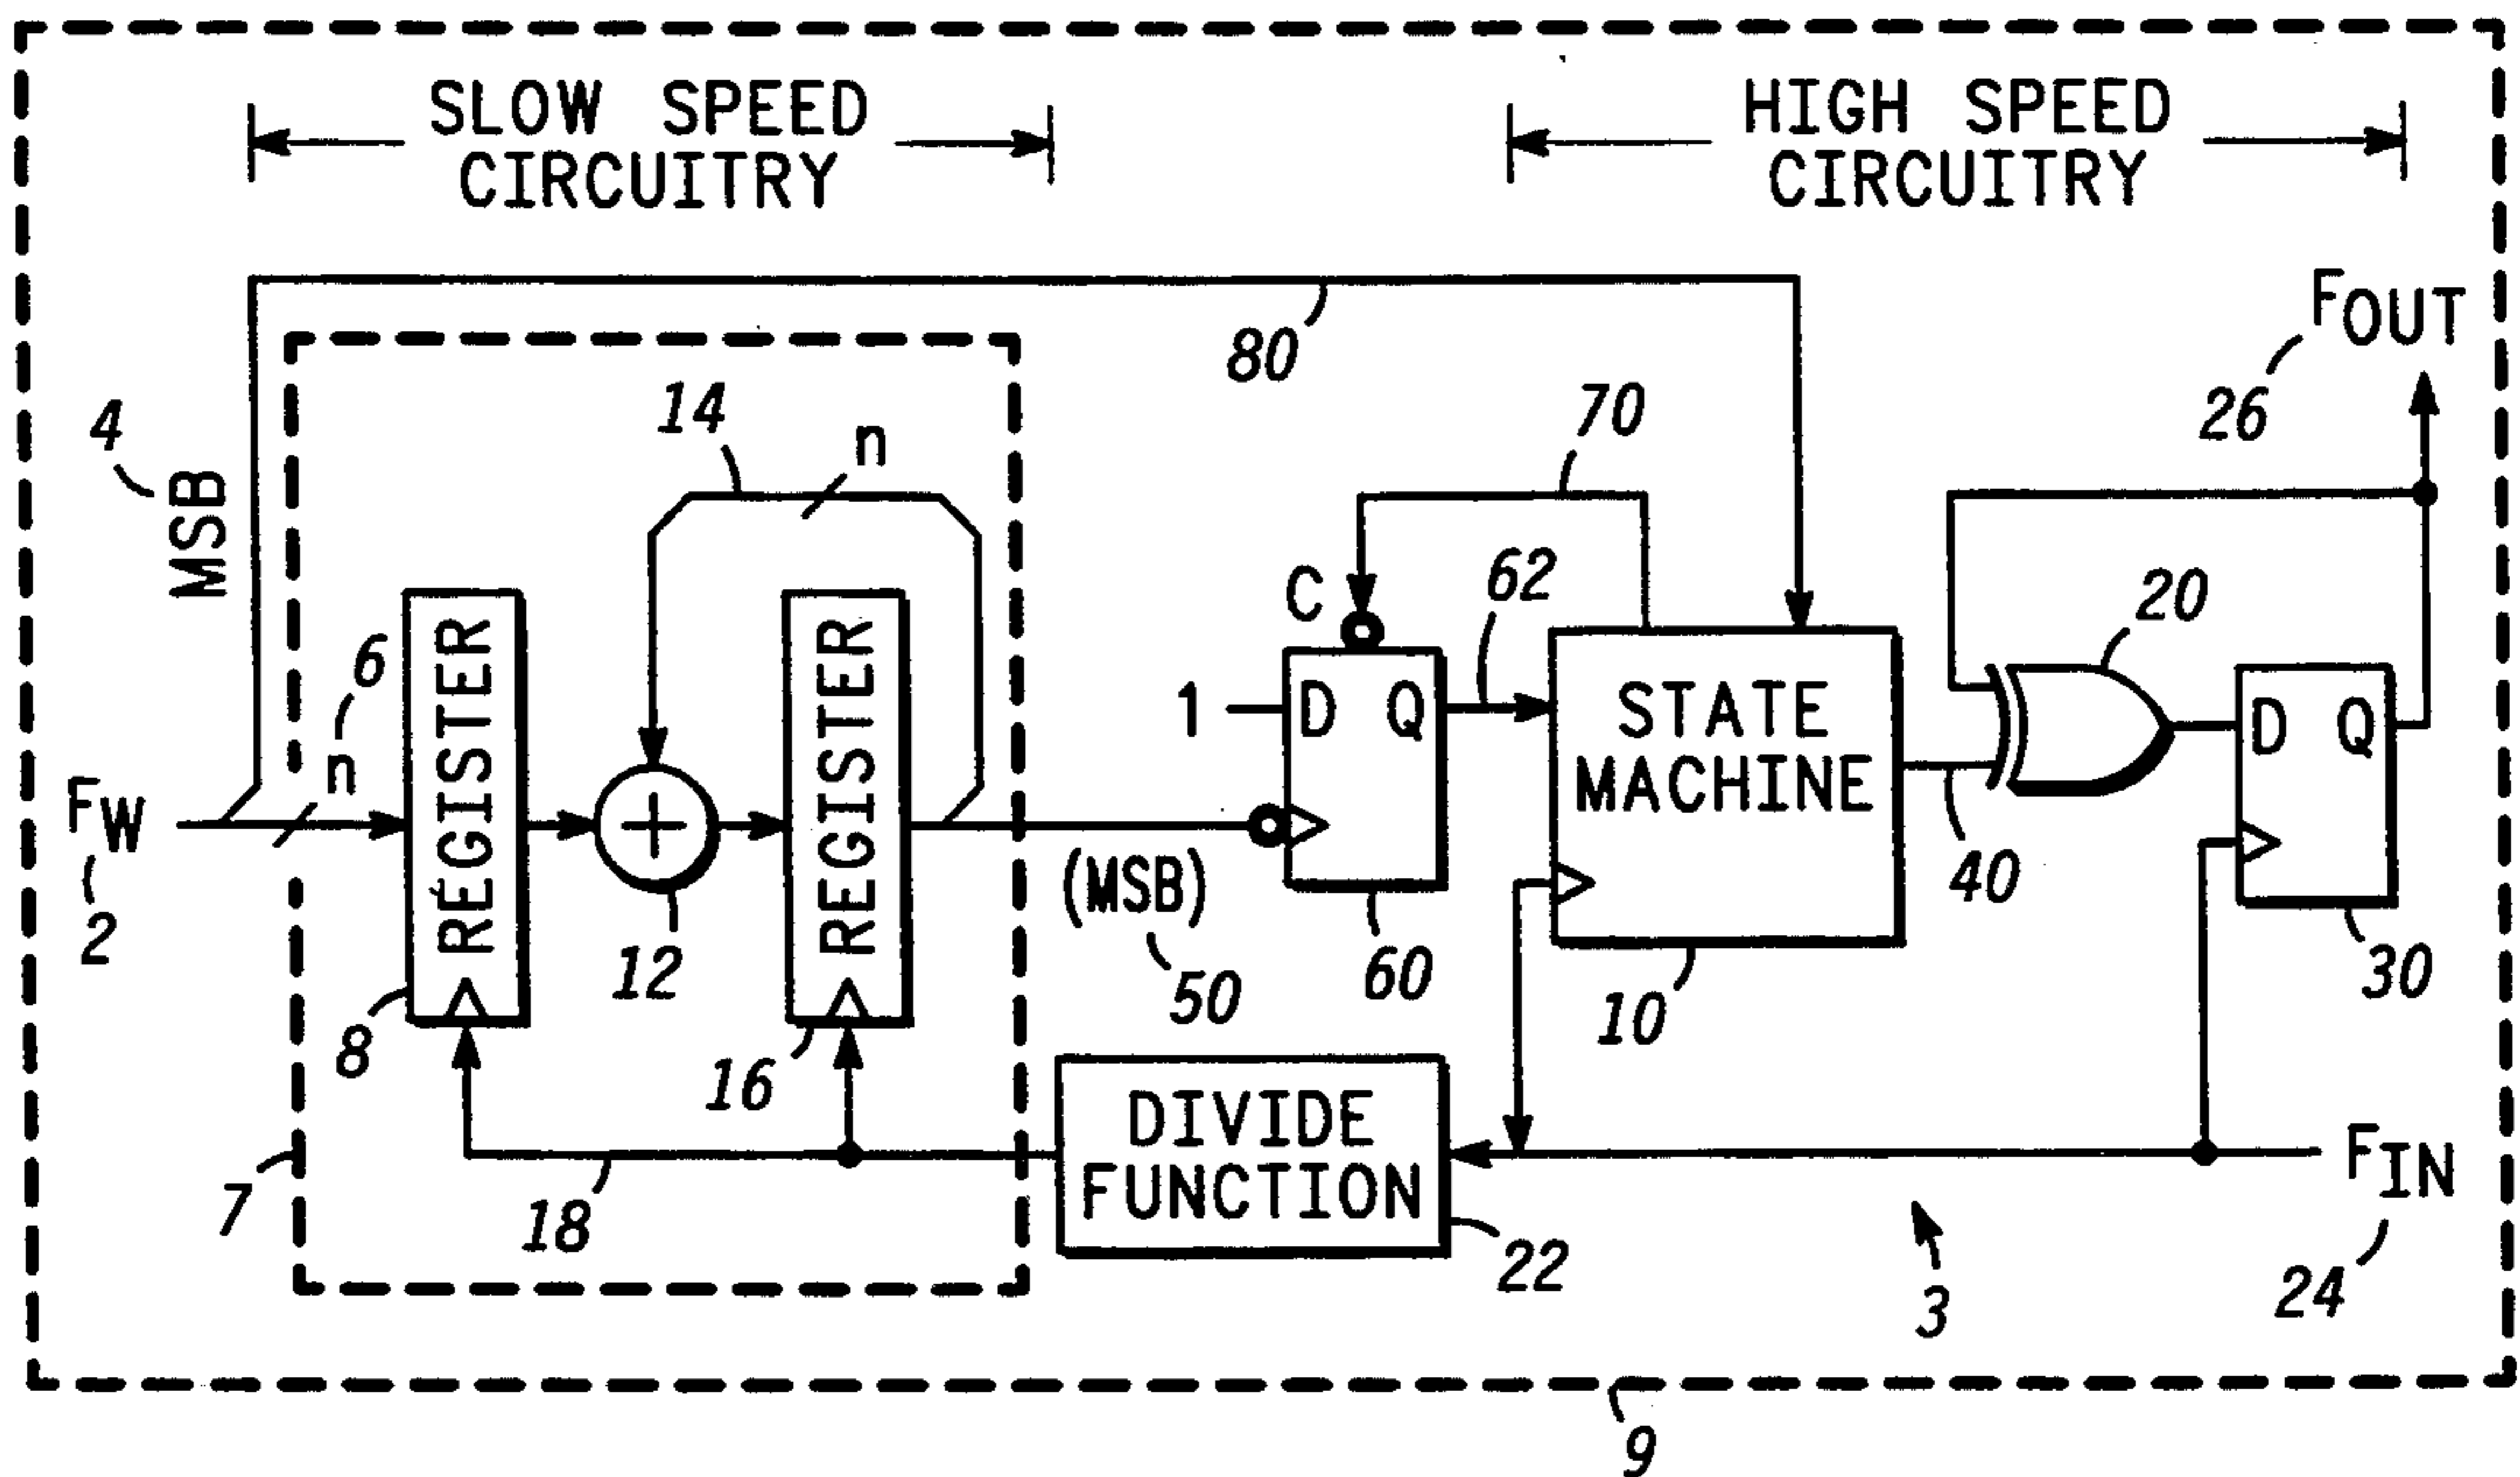 SLOW SPEED
CIRCUITRY
HIGH SPEED
CIRCUITRY
80
FOUT
26
4
MSB
14
n
70
6
n
REGISTER
REGISTER
C
62
1
D Q
STATE
MACHINE
20
D Q
FW
2
12
(MSB)
50
60
10
40
30
8
16
DIVIDE
FUNCTION
22
FIN
24
7
18
3
9